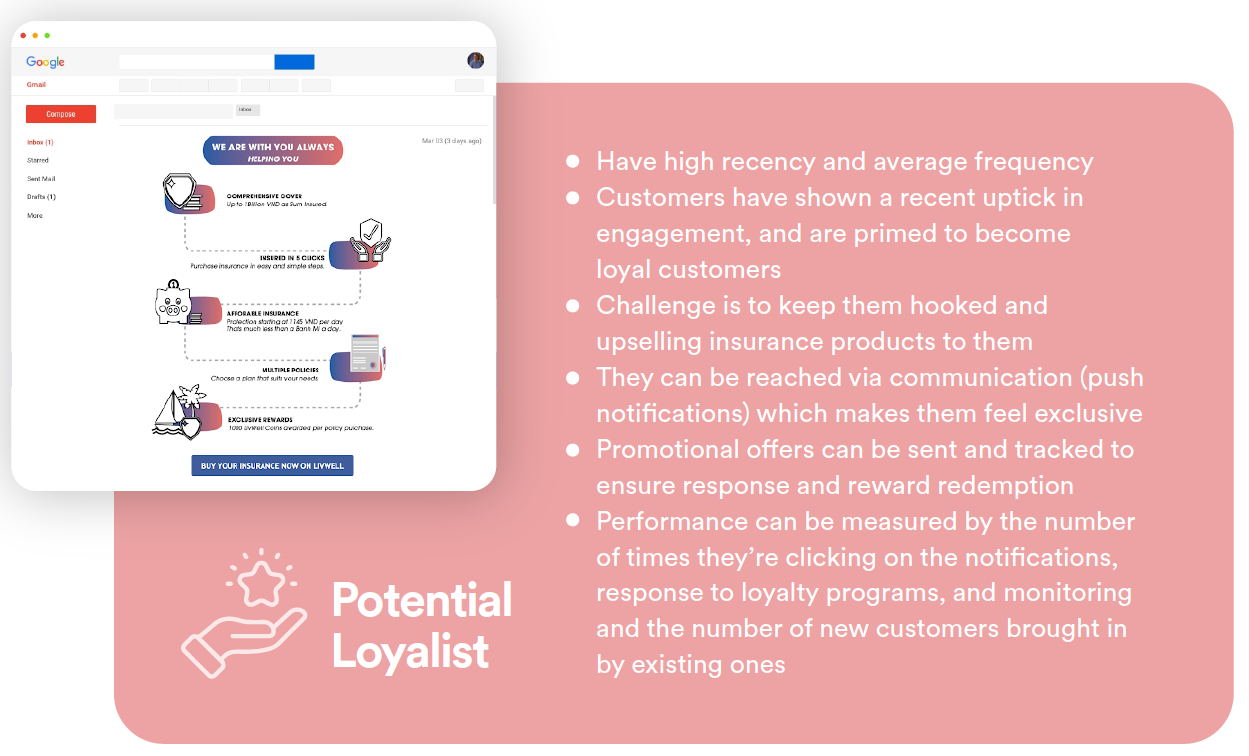 Google
Gmail
Compose
Inbox
Inbox (1)
Starred
Sent Mail
Drafts (1)
More
Mar 03 (3 days ago)
WE ARE WITH YOU ALWAYS
HELPING YOU
COMPREHENSIVE COVER
Up to 1Billion VND as Sum Insured.
INSURED IN 5 CLICKS
Purchase insurance in easy and simple steps.
AFFORABLE INSURANCE
Protection starting at 1145 VND per day
Thats much less then a Banh Mi a day.
MULTIPLE POLICIES
Choose a plan that suits your needs
EXCLUSIVE REWARDS
1000 LivWell Coins awarded per policy purchase.
BUY YOUR INSURANCE NOW ON LIVWELL
Potential
Loyalist
● Have high recency and average frequency
● Customers have shown a recent uptick in
engagement, and are primed to become
loyal customers
● Challenge is to keep them hooked and
upselling insurance products to them
● They can be reached via communication (push
notifications) which makes them feel exclusive
● Promotional offers can be sent and tracked to
ensure response and reward redemption
● Performance can be measured by the number
of times they’re clicking on the notifications,
response to loyalty programs, and monitoring
and the number of new customers brought in
by existing ones